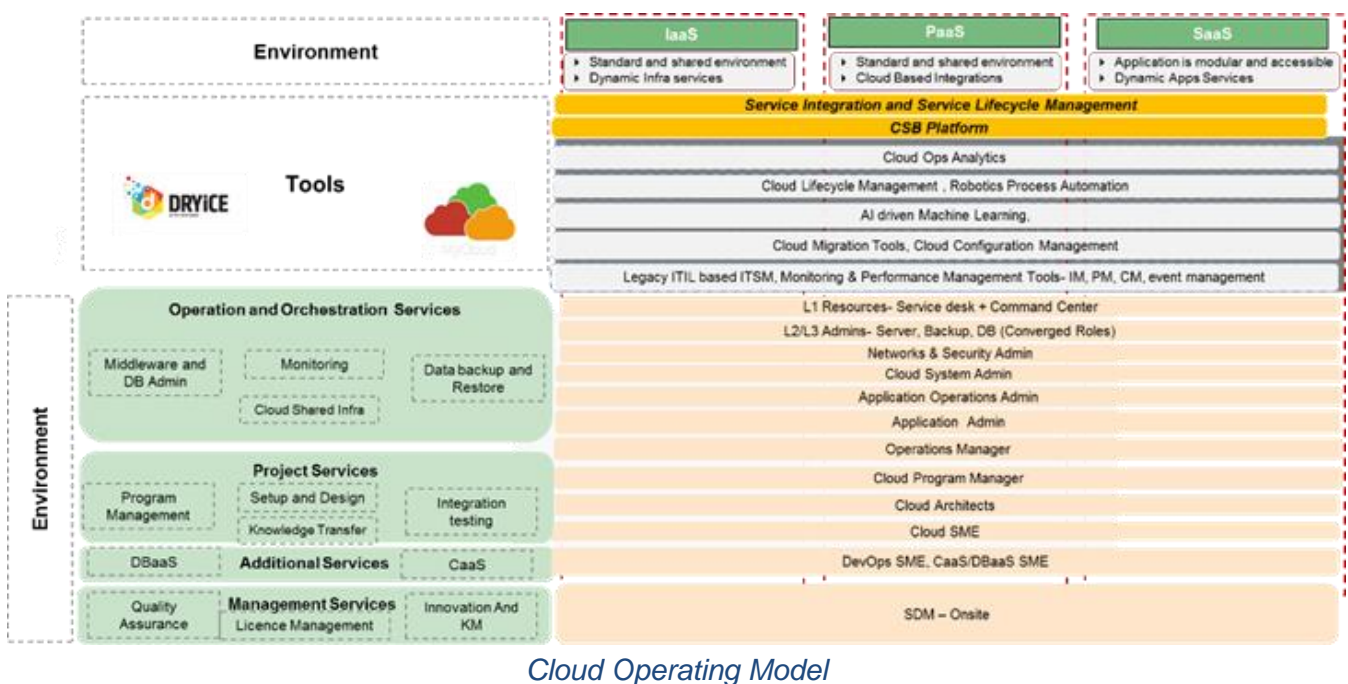 Environment
IaaS
PaaS
SaaS
Standard and shared environment
Dynamic Infra services
Standard and shared environment
Cloud Based Integrations
Application is modular and accessible
Dynamic Apps Services
Tools
DRYiCE
Service Integration and Service Lifecycle Management
CSB Platform
Cloud Ops Analytics
Cloud Lifecycle Management , Robotics Process Automation
AI driven Machine Learning,
Cloud Migration Tools, Cloud Configuration Management
Legacy ITIL based ITSM, Monitoring & Performance Management Tools- IM, PM, CM, event management
Environment
Operation and Orchestration Services
Middleware and
DB Admin
Monitoring
Cloud Shared Infra
Data backup and
Restore
L1 Resources- Service desk + Command Center
L2/L3 Admins- Server, Backup, DB (Converged Roles)
Networks & Security Admin
Cloud System Admin
Application Operations Admin
Application Admin
Operations Manager
Project Services
Program
Management
Setup and Design
Knowledge Transfer
Integration
testing
Cloud Program Manager
Cloud Architects
Cloud SME
DBaaS
Additional Services
CaaS
DevOps SME, CaaS/DBaaS SME
Quality
Assurance
Management Services
Licence Management
Innovation And
KM
SDM – Onsite
Cloud Operating Model